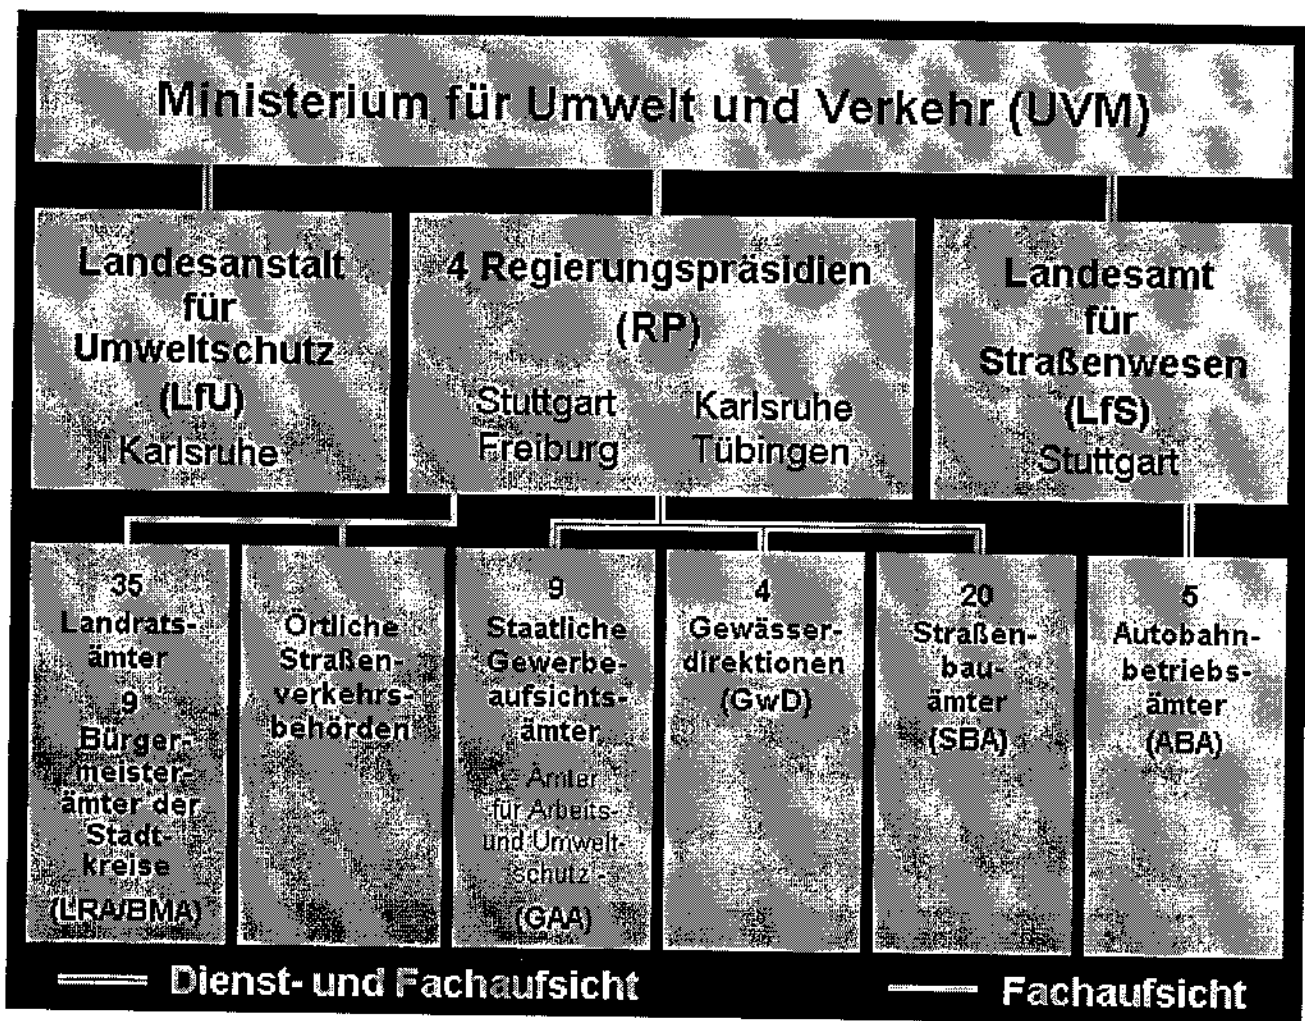 Ministerium für Umwelt und Verkehr (UVM)
Landesanstalt
für
Umweltschutz
(LfU)
Karlsruhe
4 Regierungspräsidien
(RP)
Stuttgart Karlsruhe
Freiburg Tübingen
Landesamt
für
Straßenwesen
(LfS)
Stuttgart
35
Landrats-
ämter
9
Bürger-
meister-
ämter der
Stadt-
kreise
(LRA/BMA)
Örtliche
Straßen-
verkehrs-
behörden
9
Staatliche
Gewerbe-
aufsichts-
ämter
- Ämter
für Arbeits-
und Umwelt-
schutz -
(GAA)
4
Gewässer-
direktionen
(GwD)
20
Straßen-
bau-
ämter
(SBA)
5
Autobahn-
betriebs-
ämter
(ABA)
Dienst- und Fachaufsicht
Fachaufsicht